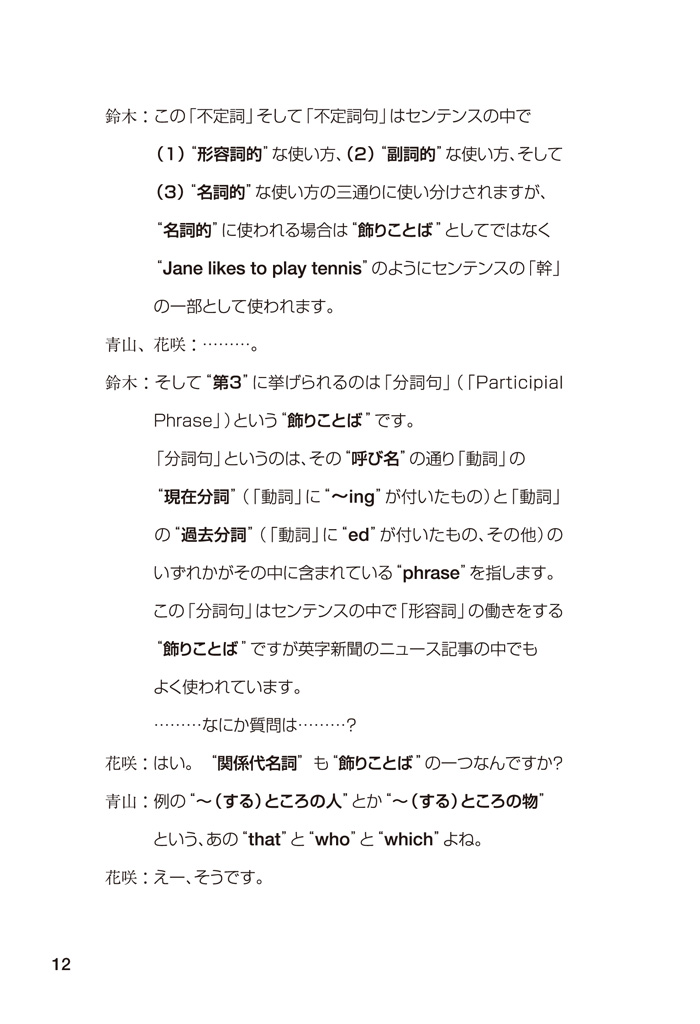 鈴木：この「不定詞」そして「不定詞句」はセンテンスの中で
（1）“形容詞的”な使い方、（2）“副詞的”な使い方、そして
（3）“名詞的”な使い方の三通りに使い分けされますが、
“名詞的”に使われる場合は“飾りことば”としてではなく
“Jane likes to play tennis”のようにセンテンスの「幹」
の一部として使われます。
青山、花咲：………。
鈴木：そして“第3”に挙げられるのは「分詞句」（「Participial
Phrase」）という“飾りことば”です。
「分詞句」というのは、その“呼び名”の通り「動詞」の
“現在分詞”（「動詞」に“～ing”が付いたもの）と「動詞」
の“過去分詞”（「動詞」に“ed”が付いたもの、その他）の
いずれかがその中に含まれている“phrase”を指します。
この「分詞句」はセンテンスの中で「形容詞」の働きをする
“飾りことば”ですが英字新聞のニュース記事の中でも
よく使われています。
………なにか質問は………？
花咲：はい。“関係代名詞”も“飾りことば”の一つなんですか？
青山：例の“～（する）ところの人”とか“～（する）ところの物”
という、あの“that”と“who”と“which”よね。
花咲：えー、そうです。
12